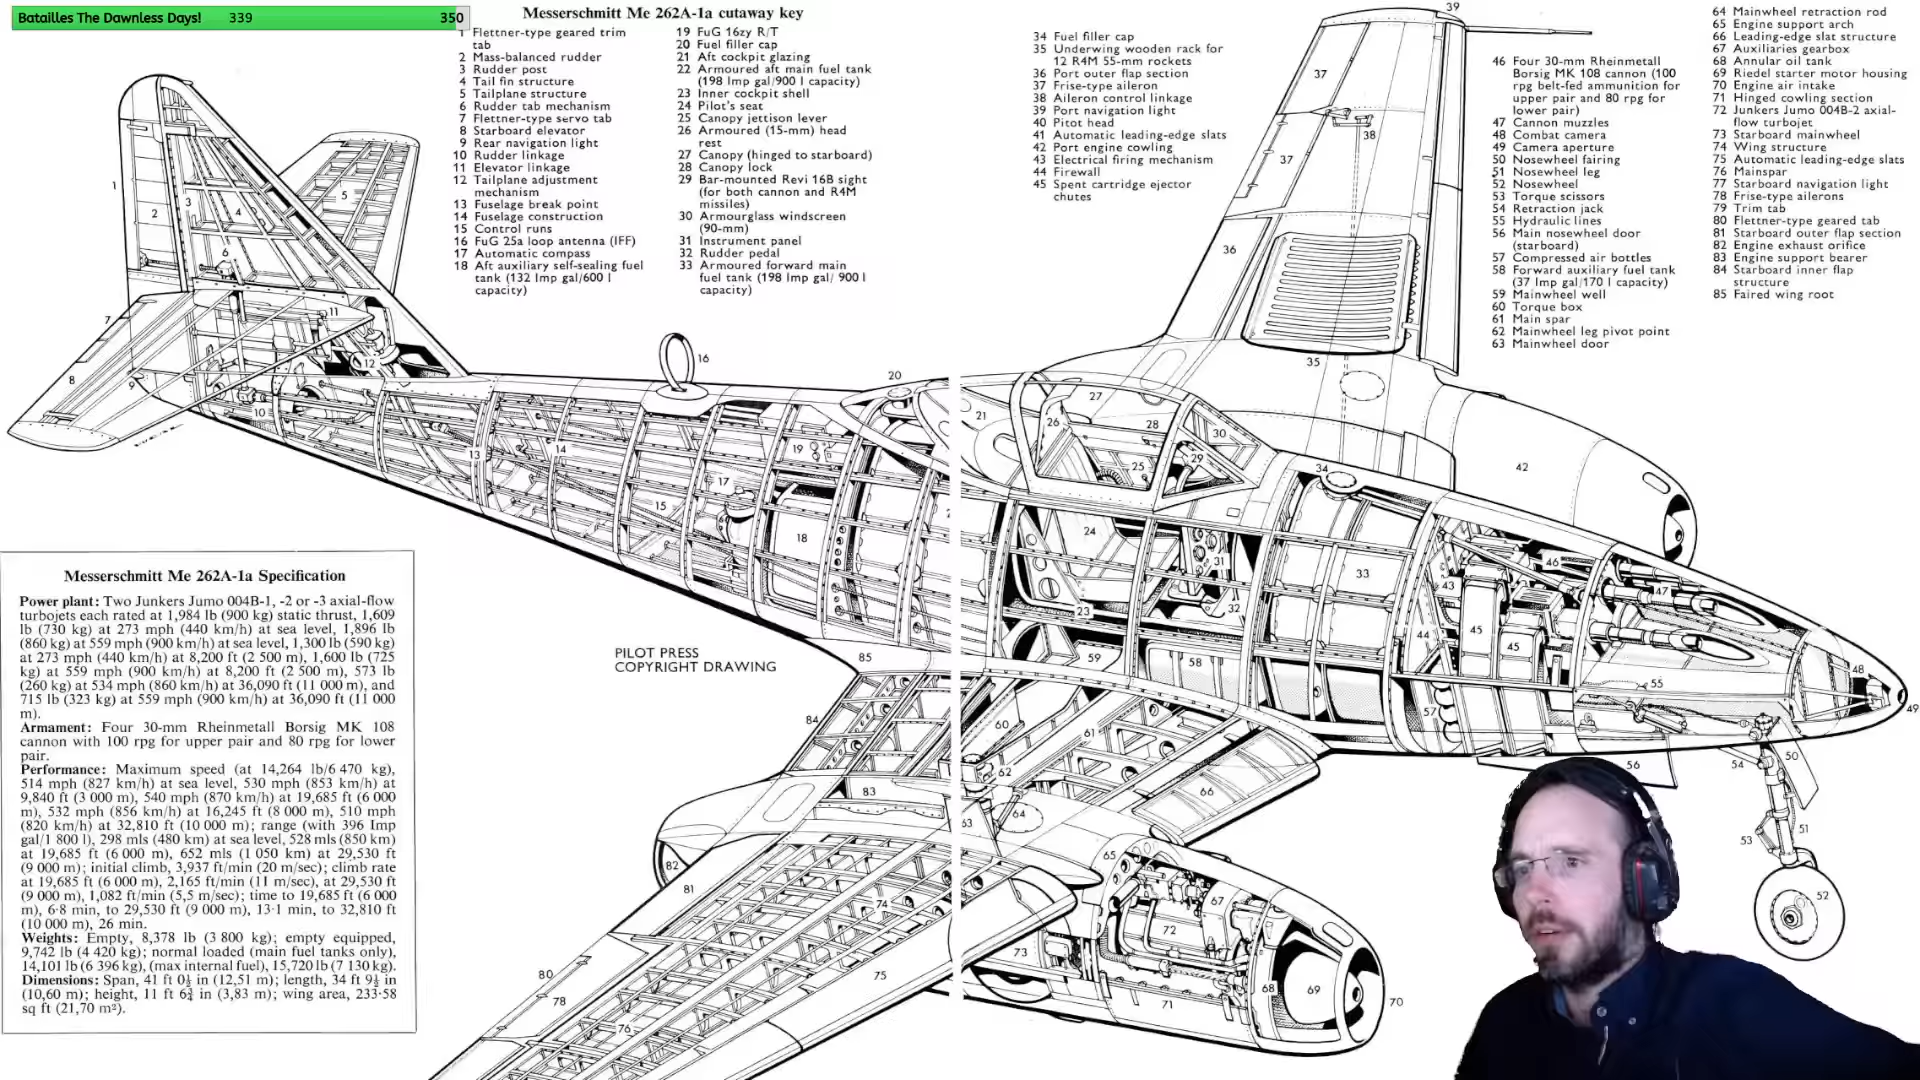 Batailles The Dawnless Days!
339
350
Messerschmitt Me 262A-1a cutaway key
1 Flettner-type geared trim
tab
2 Mass-balanced rudder
3 Rudder post
4 Tail fin structure
5 Tailplane structure
6 Rudder tab mechanism
7 Flettner-type servo tab
8 Starboard elevator
9 Rear navigation light
10 Rudder linkage
11 Elevator linkage
12 Tailplane adjustment
mechanism
13 Fuselage break point
14 Fuselage construction
15 Control runs
16 FuG 25a loop antenna (IFF)
17 Automatic compass
18 Aft auxiliary self-sealing fuel
tank (132 Imp gal/600 l
capacity)
19 FuG 16zy R/T
20 Fuel filler cap
21 Aft cockpit glazing
22 Armoured aft main fuel tank
(198 Imp gal/900 l capacity)
23 Inner cockpit shell
24 Pilot's seat
25 Canopy jettison lever
26 Armoured (15-mm) head
rest
27 Canopy (hinged to starboard)
28 Canopy lock
29 Bar-mounted Revi 16B sight
(for both cannon and R4M
missiles)
30 Armourglass windscreen
(90-mm)
31 Instrument panel
32 Rudder pedal
33 Armoured forward main
fuel tank (198 Imp gal/ 900 l
capacity)
34 Fuel filler cap
35 Underwing wooden rack for
12 R4M 55-mm rockets
36 Port outer flap section
37 Frise-type aileron
38 Aileron control linkage
39 Port navigation light
40 Pitot head
41 Automatic leading-edge slats
42 Port engine cowling
43 Electrical firing mechanism
44 Firewall
45 Spent cartridge ejector
chutes
46 Four 30-mm Rheinmetall
Borsig MK 108 cannon (100
rpg belt-fed ammunition for
upper pair and 80 rpg for
lower pair)
47 Cannon muzzles
48 Combat camera
49 Camera aperture
50 Nosewheel fairing
51 Nosewheel leg
52 Nosewheel
53 Torque scissors
54 Retraction jack
55 Hydraulic lines
56 Main nosewheel door
(starboard)
57 Compressed air bottles
58 Forward auxiliary fuel tank
(37 Imp gal/170 l capacity)
59 Mainwheel well
60 Torque box
61 Main spar
62 Mainwheel leg pivot point
63 Mainwheel door
64 Mainwheel retraction rod
65 Engine support arch
66 Leading-edge slat structure
67 Auxiliaries gearbox
68 Annular oil tank
69 Riedel starter motor housing
70 Engine air intake
71 Hinged cowling section
72 Junkers Jumo 004B-2 axial-
flow turbojet
73 Starboard mainwheel
74 Wing structure
75 Automatic leading-edge slats
76 Mainspar
77 Starboard navigation light
78 Frise-type ailerons
79 Trim tab
80 Flettner-type geared tab
81 Starboard outer flap section
82 Engine exhaust orifice
83 Engine support bearer
84 Starboard inner flap
structure
85 Faired wing root
PILOT PRESS
COPYRIGHT DRAWING
Messerschmitt Me 262A-1a Specification
Power plant: Two Junkers Jumo 004B-1, -2 or -3 axial-flow
turbojets each rated at 1,984 lb (900 kg) static thrust, 1,609
lb (730 kg) at 273 mph (440 km/h) at sea level, 1,896 lb
(860 kg) at 559 mph (900 km/h) at sea level, 1,300 lb (590 kg)
at 273 mph (440 km/h) at 8,200 ft (2 500 m), 1,600 lb (725
kg) at 559 mph (900 km/h) at 8,200 ft (2 500 m), 573 lb
(260 kg) at 534 mph (860 km/h) at 36,090 ft (11 000 m), and
715 lb (323 kg) at 559 mph (900 km/h) at 36,090 ft (11 000
m).
Armament: Four 30-mm Rheinmetall Borsig MK 108
cannon with 100 rpg for upper pair and 80 rpg for lower
pair.
Performance: Maximum speed (at 14,264 lb/6 470 kg),
514 mph (827 km/h) at sea level, 530 mph (853 km/h) at
9,840 ft (3 000 m), 540 mph (870 km/h) at 19,685 ft (6 000
m), 532 mph (856 km/h) at 16,245 ft (8 000 m), 510 mph
(820 km/h) at 32,810 ft (10 000 m); range (with 396 Imp
gal/1 800 l), 298 mls (480 km) at sea level, 528 mls (850 km)
at 19,685 ft (6 000 m), 652 mls (1 050 km) at 29,530 ft
(9 000 m); initial climb, 3,937 ft/min (20 m/sec); climb rate
at 19,685 ft (6 000 m), 2,165 ft/min (11 m/sec), at 29,530 ft
(9 000 m), 1,082 ft/min (5,5 m/sec); time to 19,685 ft (6 000
m), 6·8 min, to 29,530 ft (9 000 m), 13·1 min, to 32,810 ft
(10 000 m), 26 min.
Weights: Empty, 8,378 lb (3 800 kg); empty equipped,
9,742 lb (4 420 kg); normal loaded (main fuel tanks only),
14,101 lb (6 396 kg), (max internal fuel), 15,720 lb (7 130 kg).
Dimensions: Span, 41 ft 0½ in (12,51 m); length, 34 ft 9½ in
(10,60 m); height, 11 ft 6¾ in (3,83 m); wing area, 233·58
sq ft (21,70 m²).